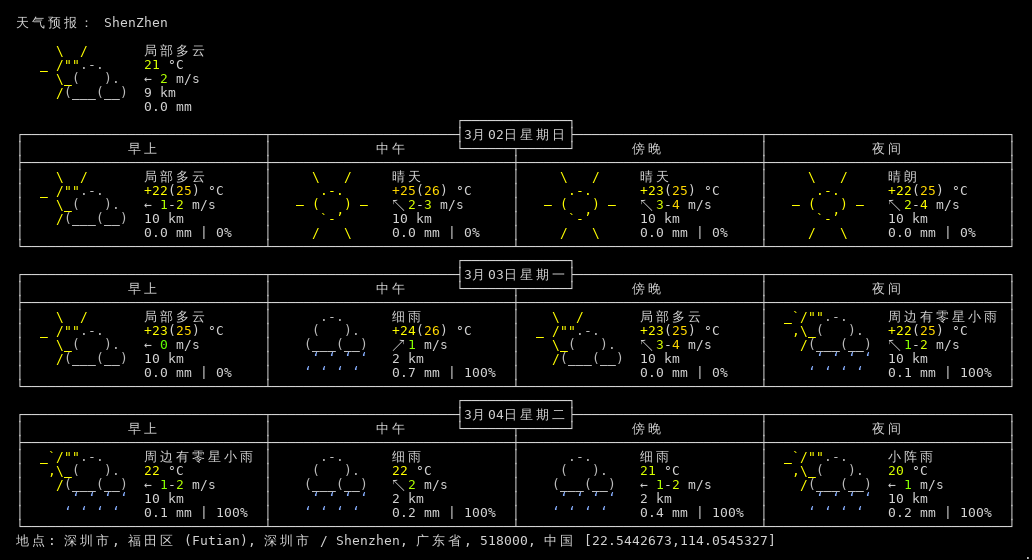 天气预报： ShenZhen
局部多云
21 °C
← 2 m/s
9 km
0.0 mm
3月02日星期日
早上 中午 傍晚 夜间
局部多云 晴天 晴天 晴朗
+22(25) °C +25(26) °C +23(25) °C +22(25) °C
← 1-2 m/s ↖ 2-3 m/s ↖ 3-4 m/s ↖ 2-4 m/s
10 km 10 km 10 km 10 km
0.0 mm | 0% 0.0 mm | 0% 0.0 mm | 0% 0.0 mm | 0%
3月03日星期一
早上 中午 傍晚 夜间
局部多云 细雨 局部多云 周边有零星小雨
+23(25) °C +24(26) °C +23(25) °C +22(25) °C
← 0 m/s ↗ 1 m/s ↖ 3-4 m/s ↖ 1-2 m/s
10 km 2 km 10 km 10 km
0.0 mm | 0% 0.7 mm | 100% 0.0 mm | 0% 0.1 mm | 100%
3月04日星期二
早上 中午 傍晚 夜间
周边有零星小雨 细雨 细雨 小阵雨
22 °C 22 °C 21 °C 20 °C
← 1-2 m/s ↖ 2 m/s ← 1-2 m/s ← 1 m/s
10 km 2 km 2 km 10 km
0.1 mm | 100% 0.2 mm | 100% 0.4 mm | 100% 0.2 mm | 100%
地点: 深圳市, 福田区 (Futian), 深圳市 / Shenzhen, 广东省, 518000, 中国 [22.5442673,114.0545327]